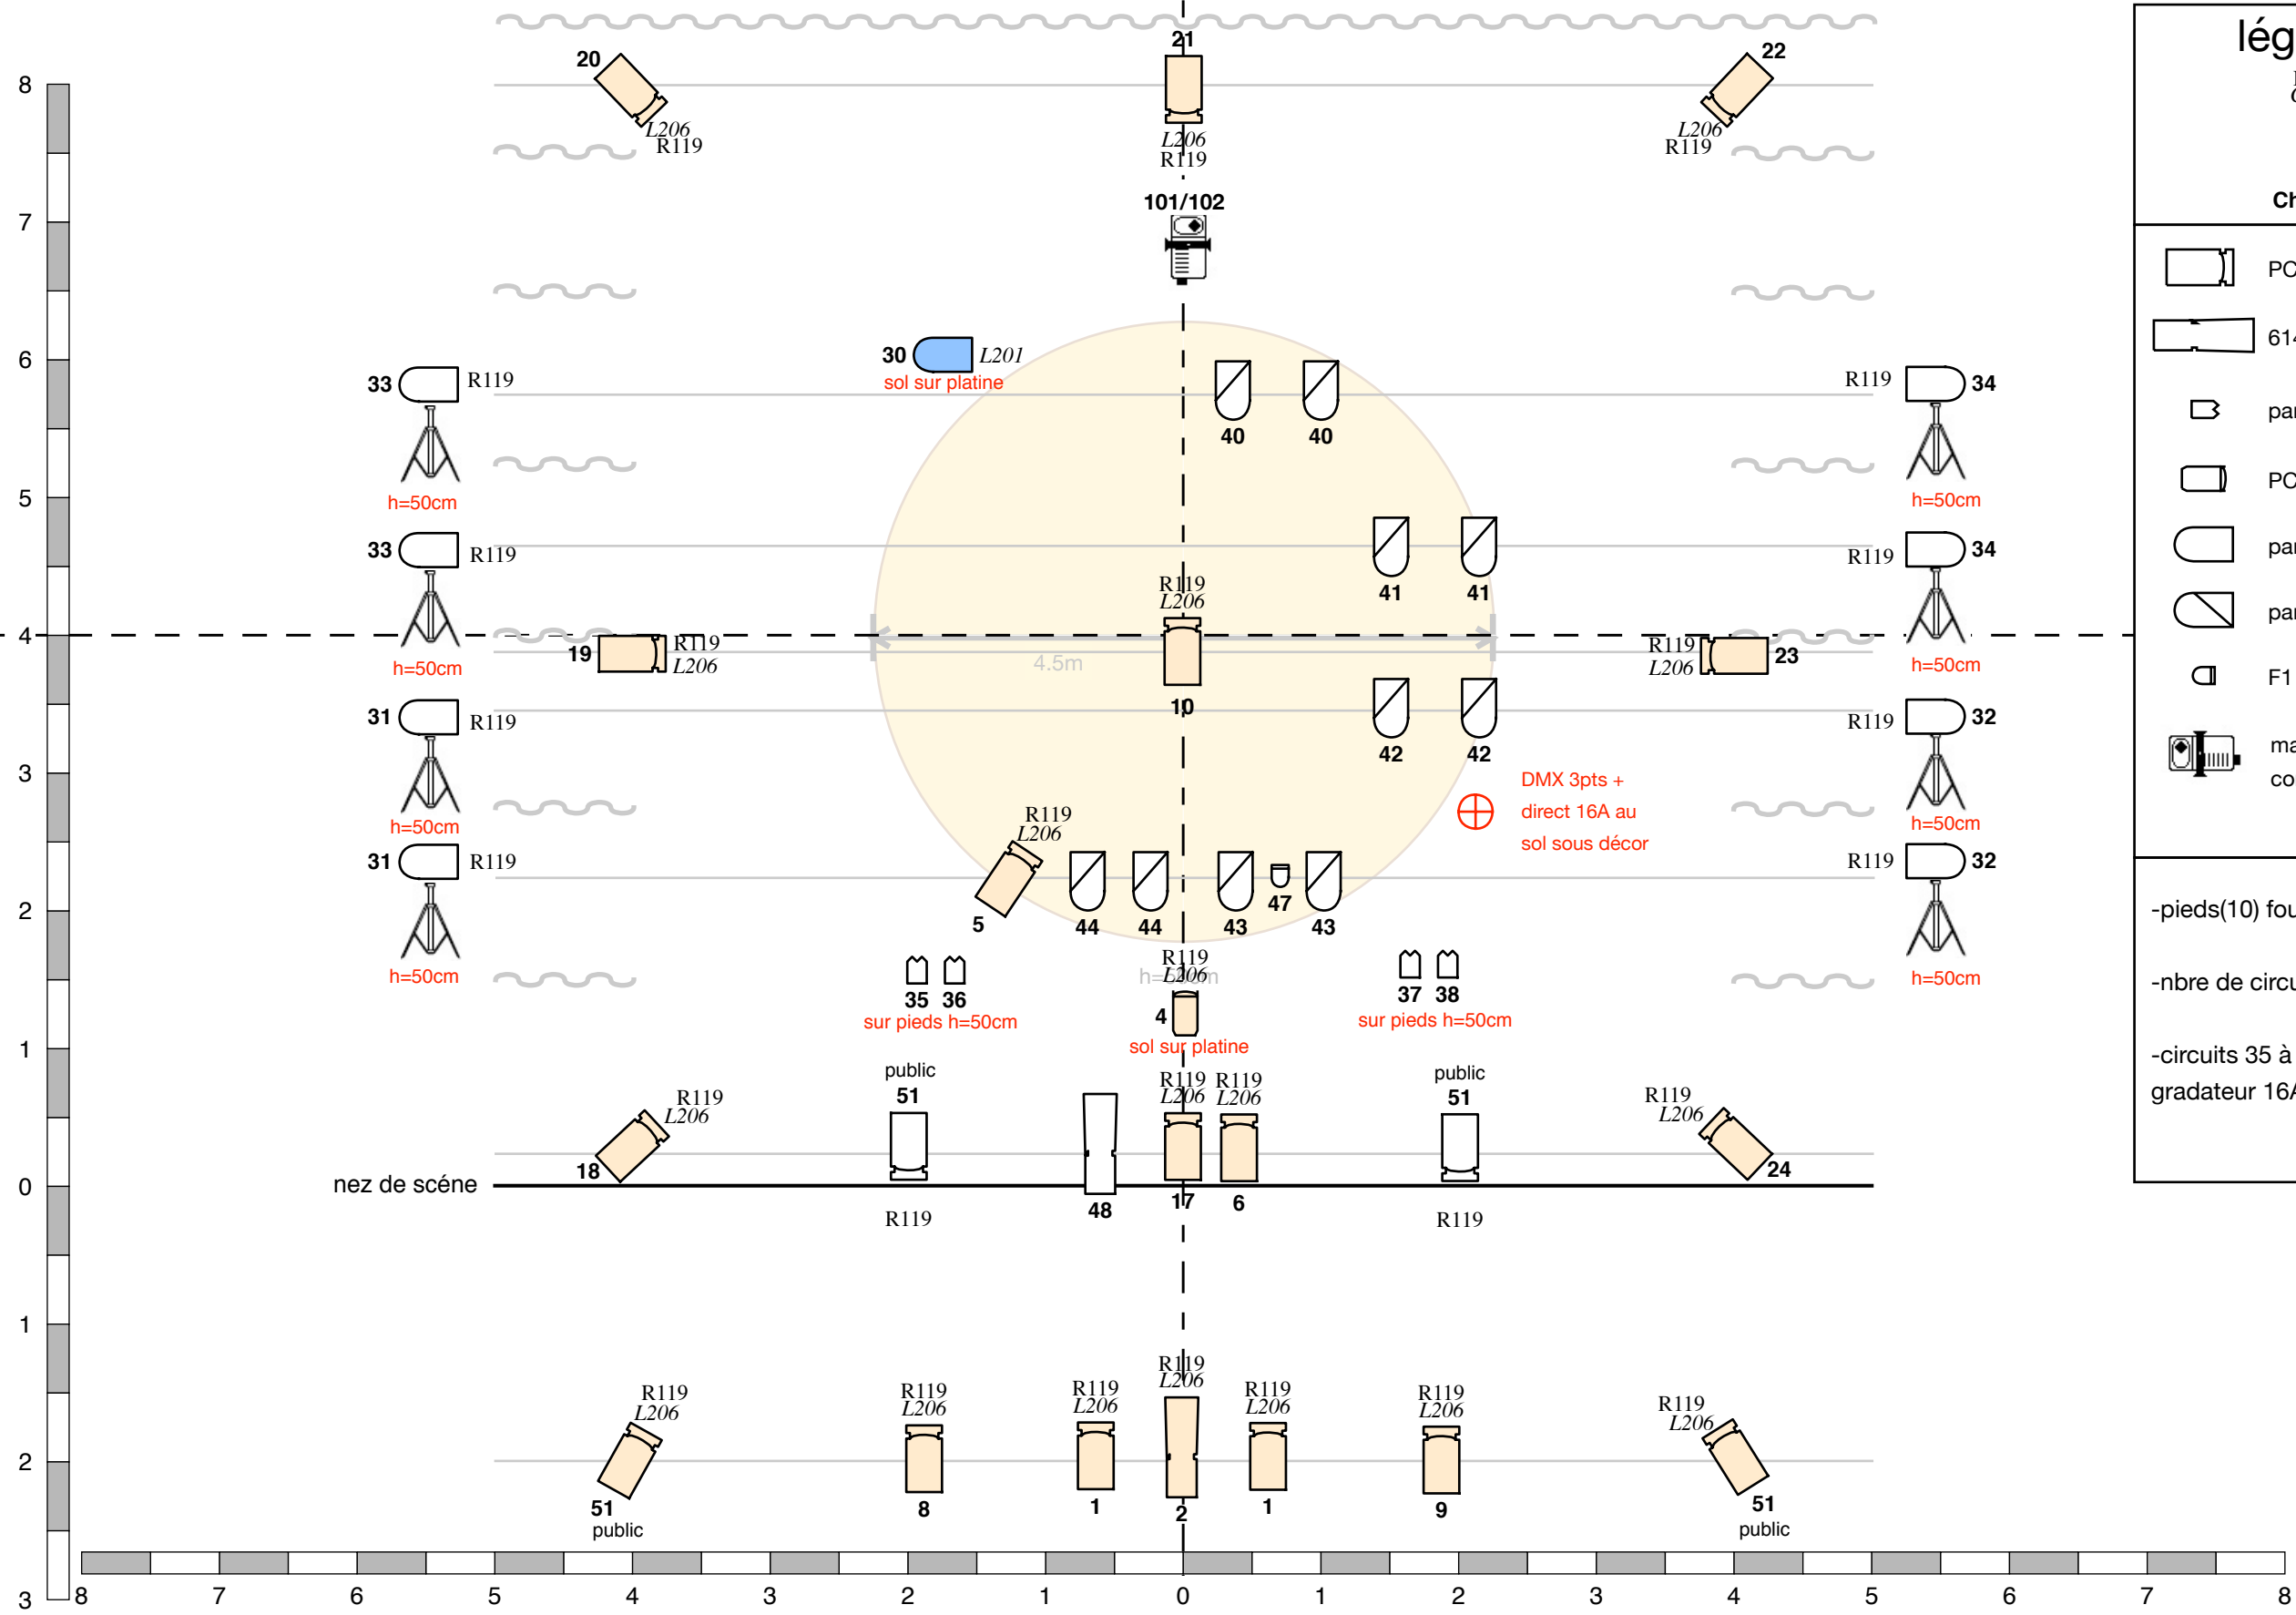 21
20
22
8
L206
R119
L206
R119
L206
R119
7
101/102
6
33
R119
30
L201
sol sur platine
40
40
R119
34
5
h=50cm
h=50cm
33
R119
41
41
R119
34
R119
L206
4
19
R119
L206
4.5m
10
R119
L206
23
h=50cm
h=50cm
31
R119
42
42
R119
32
3
DMX 3pts +
direct 16A au
sol sous décor
h=50cm
h=50cm
R119
L206
31
R119
5
44
44
43
47
43
R119
32
2
h=50cm
35
36
sur pieds h=50cm
R119
L206
h=50cm
4
sol sur platine
37
38
sur pieds h=50cm
h=50cm
1
public
51
public
51
R119
L206
18
R119
L206
R119
L206
R119
L206
24
0
nez de scéne
48
17
6
R119
R119
1
R119
L206
R119
L206
R119
L206
R119
L206
R119
L206
R119
L206
R119
L206
2
51
public
8
1
2
1
9
51
public
3
8 7 6 5 4 3 2 1 0 1 2 3 4 5 6 7 8
lég
Ch
PC
614
par
PC
par
par
F1
ma
co
-pieds(10) fou
-nbre de circu
-circuits 35 à
gradateur 16A